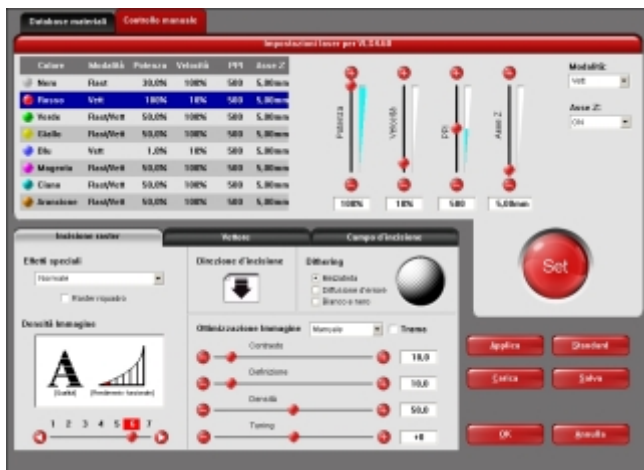 Database materiali Controllo manuale
Impostazioni laser per VLDRAB
Colore Modalità Potenza Velocità PPI Asse Z
Nero Rast 30,0% 100% 500 5,00mm
Rosso Vett 100% 10% 500 5,00mm
Verde Rast/Vett 50,0% 100% 500 5,00mm
Giallo Rast/Vett 50,0% 100% 500 5,00mm
Blu Vett 1,0% 10% 500 5,00mm
Magenta Rast/Vett 50,0% 100% 500 5,00mm
Ciano Rast/Vett 50,0% 100% 500 5,00mm
Arancione Rast/Vett 50,0% 100% 500 5,00mm
Potenza
Velocità
PPI
Asse Z
100% 10% 500 5,00mm
Modalità:
Vett
Asse Z:
ON
Set
Incisione raster Vettore Campo d'incisione
Effetti speciali
Normale
Raster riquadro
Direzione d'incisione
Dithering
Mezzatinta
Diffusione d'errore
Bianco e nero
Densità Immagine
A
(Qualità) (Rendimento funzionale)
1 2 3 4 5 6 7
Ottimizzazione Immagine Manuale Trama
Contrasto
10,0
Definizione
10,0
Densità
50,0
Tuning
+0
Applica Standard
Carica Salva
OK Annulla